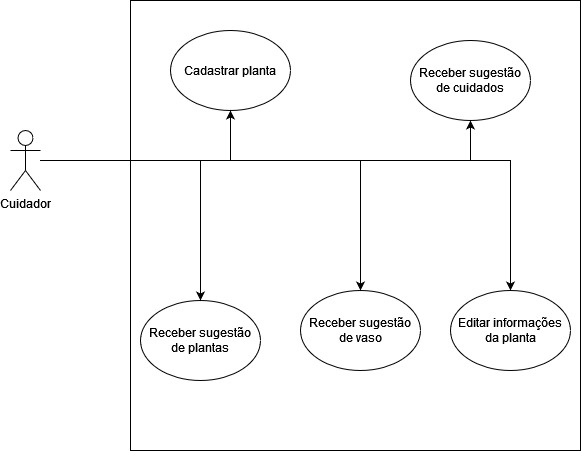 Cadastrar planta
Receber sugestão
de cuidados
Cuidador
Receber sugestão
de plantas
Receber sugestão
de vaso
Editar informações
da planta